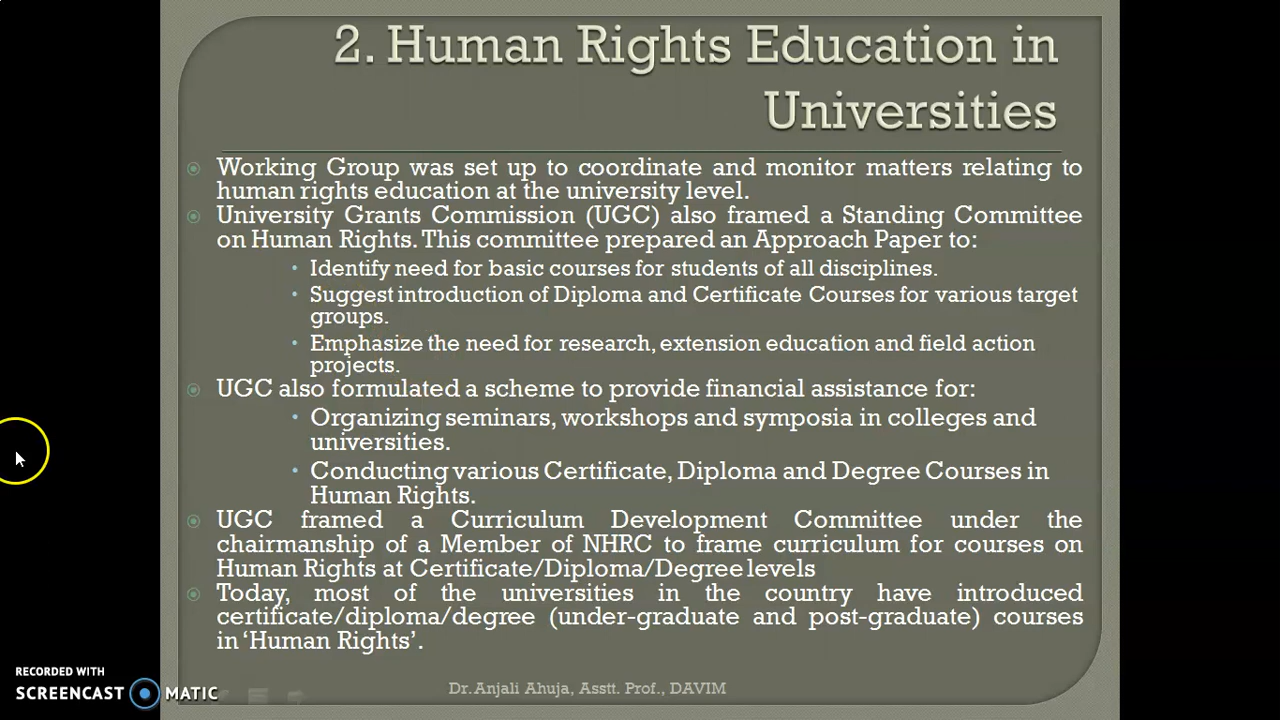 2. Human Rights Education in
Universities
Working Group was set up to coordinate and monitor matters relating to
human rights education at the university level.
University Grants Commission (UGC) also framed a Standing Committee
on Human Rights. This committee prepared an Approach Paper to:
Identify need for basic courses for students of all disciplines.
Suggest introduction of Diploma and Certificate Courses for various target
groups.
Emphasize the need for research, extension education and field action
projects.
UGC also formulated a scheme to provide financial assistance for:
Organizing seminars, workshops and symposia in colleges and
universities.
Conducting various Certificate, Diploma and Degree Courses in
Human Rights.
UGC framed a Curriculum Development Committee under the
chairmanship of a Member of NHRC to frame curriculum for courses on
Human Rights at Certificate/Diploma/Degree levels
Today, most of the universities in the country have introduced
certificate/diploma/degree (under-graduate and post-graduate) courses
in ‘Human Rights’.
Dr. Anjali Ahuja, Asstt. Prof., DAVIM
RECORDED WITH
SCREENCAST MATIC